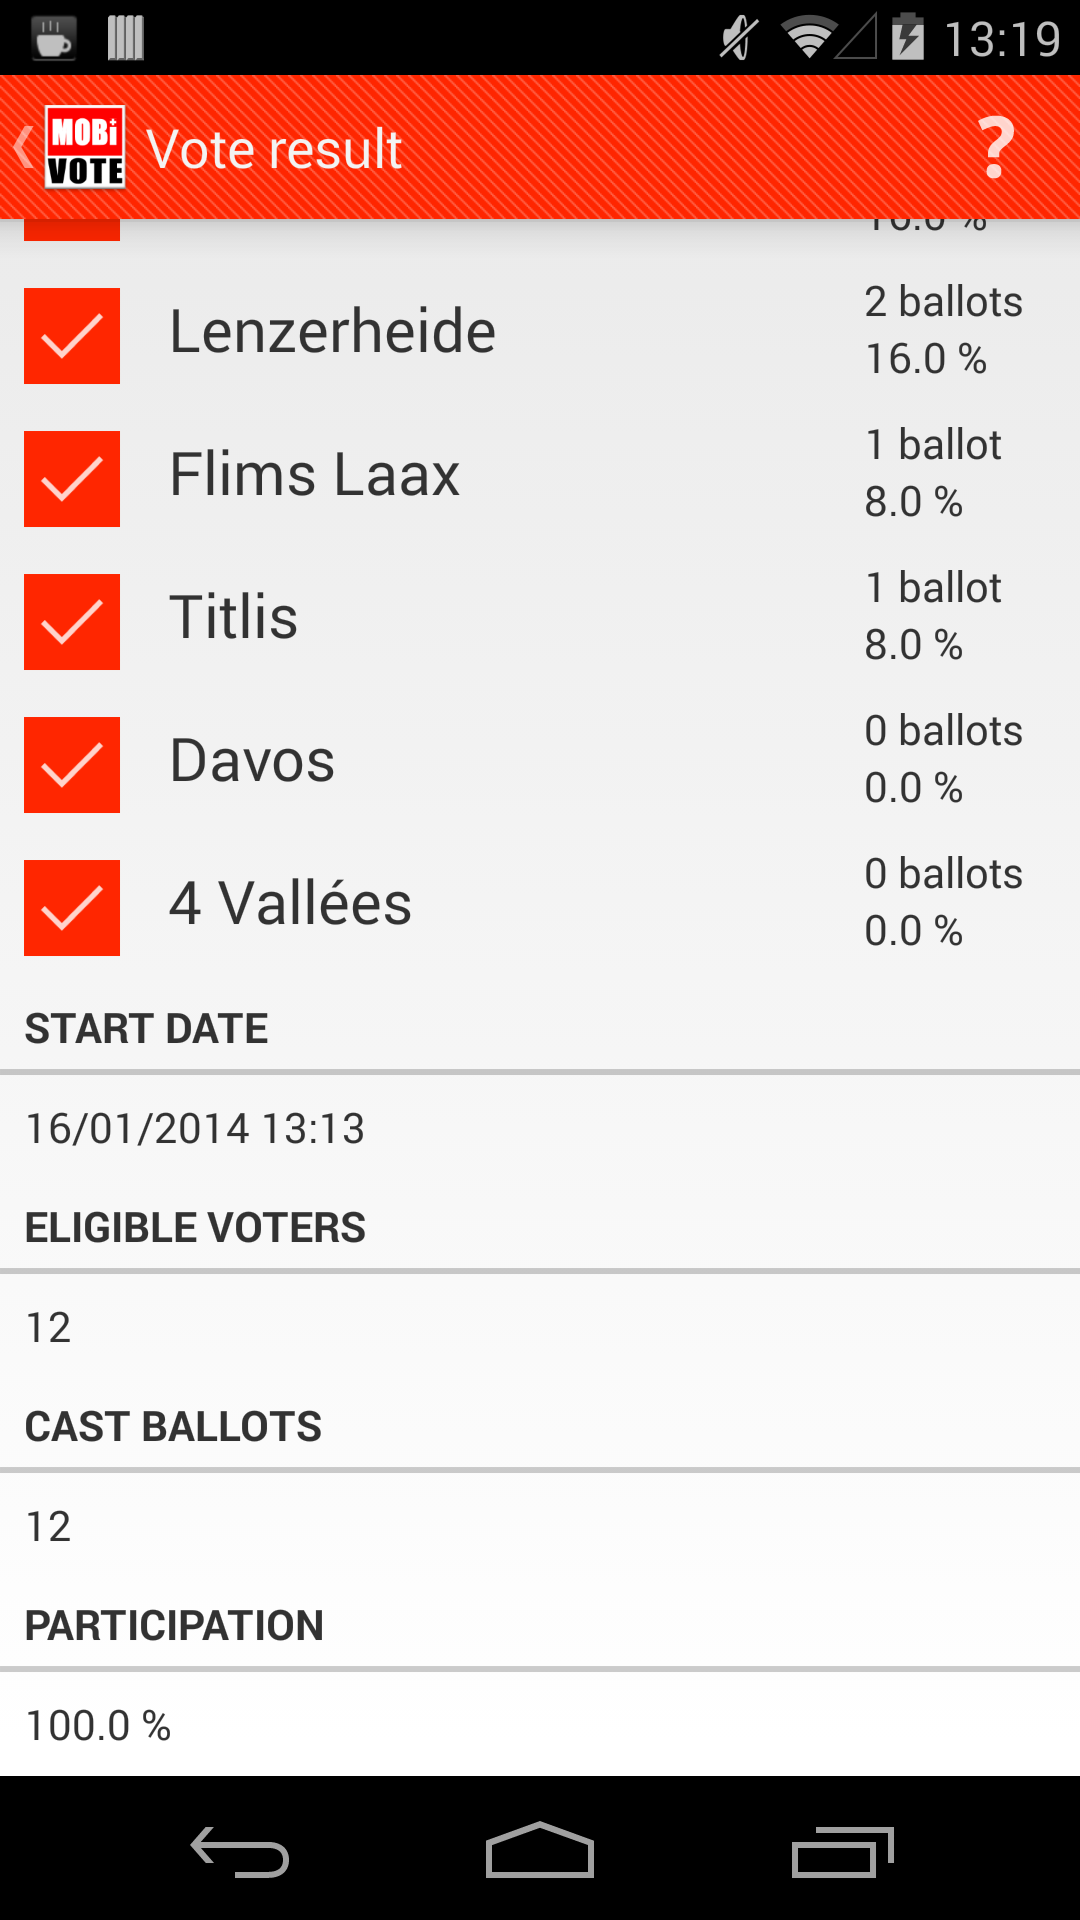 13:19
MOBi
VOTE
Vote result
?
Lenzerheide
2 ballots
16.0 %
Flims Laax
1 ballot
8.0 %
Titlis
1 ballot
8.0 %
Davos
0 ballots
0.0 %
4 Vallées
0 ballots
0.0 %
START DATE
16/01/2014 13:13
ELIGIBLE VOTERS
12
CAST BALLOTS
12
PARTICIPATION
100.0 %